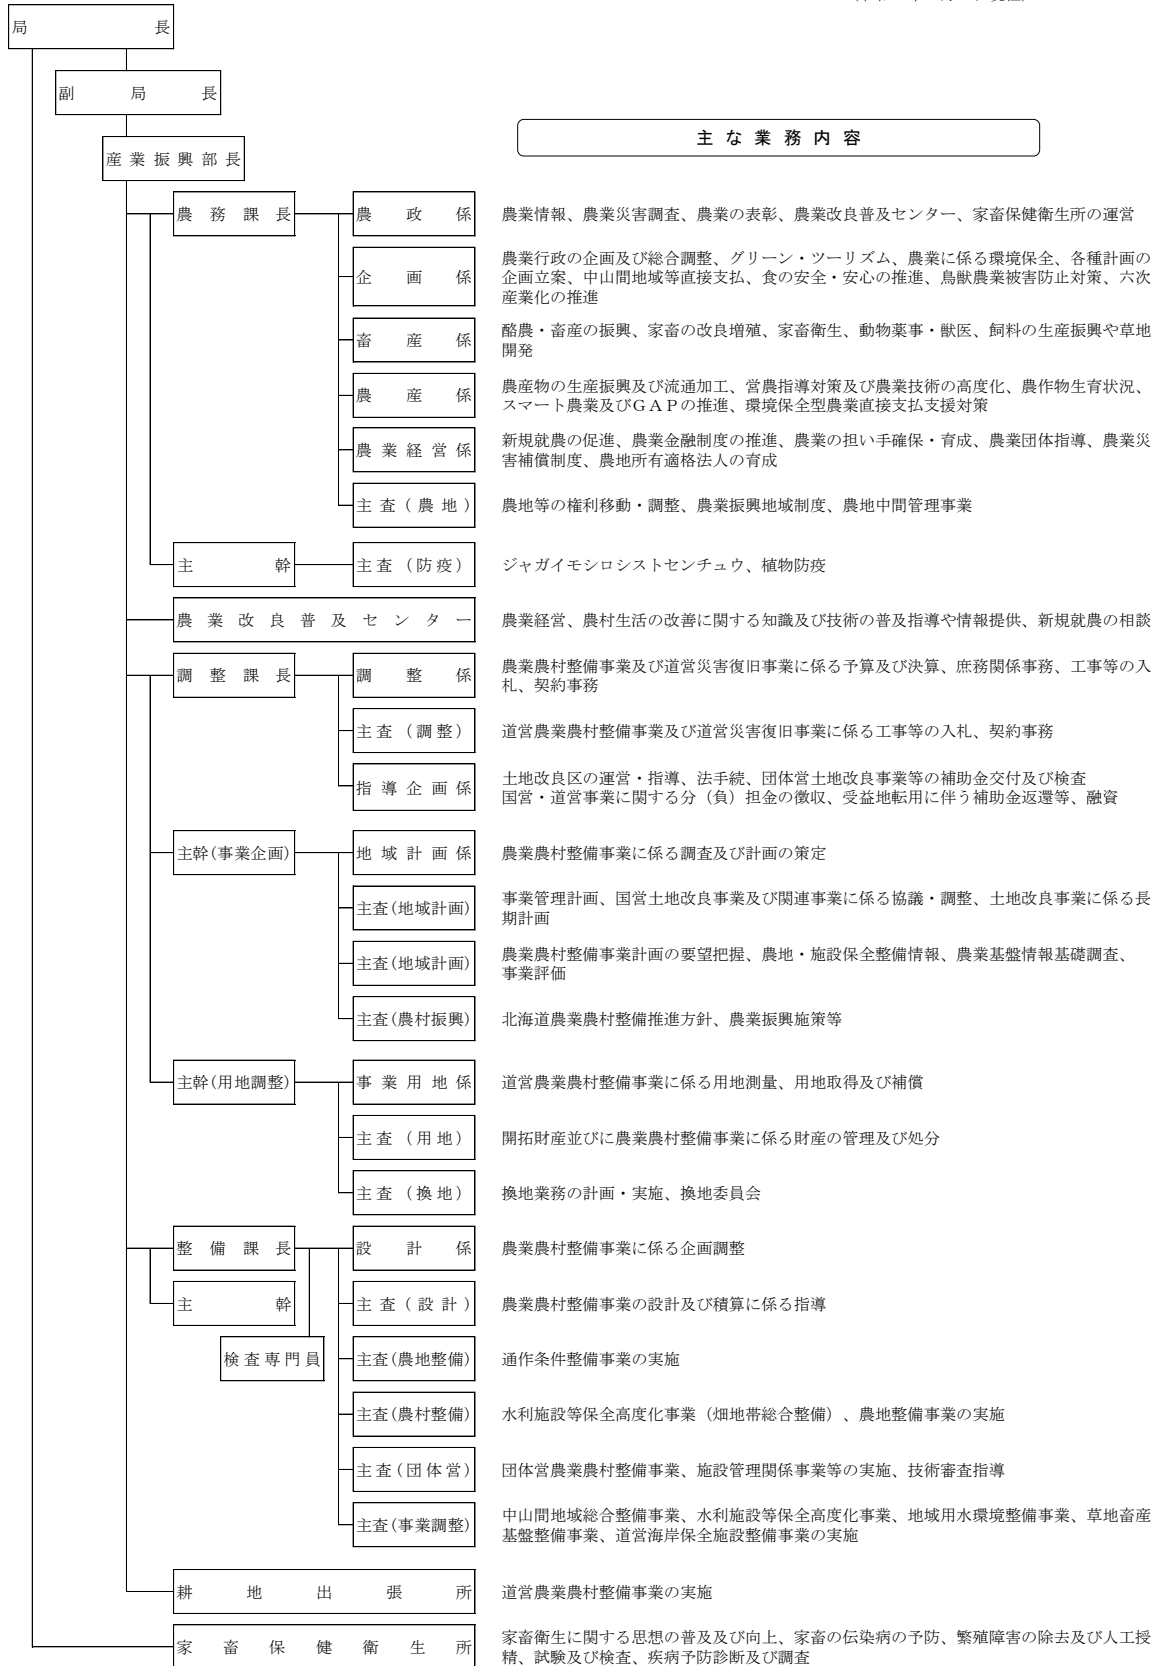 局長
副局長
産業振興部長
主な業務内容
農務課長
農政係
農業情報、農業災害調査、農業の表彰、農業改良普及センター、家畜保健衛生所の運営
企画係
農業行政の企画及び総合調整、グリーン・ツーリズム、農業に係る環境保全、各種計画の
企画立案、中山間地域等直接支払、食の安全・安心の推進、鳥獣農業被害防止対策、六次
産業化の推進
畜産係
酪農・畜産の振興、家畜の改良増殖、家畜衛生、動物薬事・獣医、飼料の生産振興や草地
開発
農産係
農産物の生産振興及び流通加工、営農指導対策及び農業技術の高度化、農作物生育状況、
スマート農業及びＧＡＰの推進、環境保全型農業直接支払支援対策
農業経営係
新規就農の促進、農業金融制度の推進、農業の担い手確保・育成、農業団体指導、農業災
害補償制度、農地所有適格法人の育成
主査(農地)
農地等の権利移動・調整、農業振興地域制度、農地中間管理事業
主幹
主査(防疫)
ジャガイモシロシストセンチュウ、植物防疫
農業改良普及センター
農業経営、農村生活の改善に関する知識及び技術の普及指導や情報提供、新規就農の相談
調整課長
調整係
農業農村整備事業及び道営災害復旧事業に係る予算及び決算、庶務関係事務、工事等の入
札、契約事務
主査(調整)
道営農業農村整備事業及び道営災害復旧事業に係る工事等の入札、契約事務
指導企画係
土地改良区の運営・指導、法手続、団体営土地改良事業等の補助金交付及び検査
国営・道営事業に関する分（負）担金の徴収、受益地転用に伴う補助金返還等、融資
主幹(事業企画)
地域計画係
農業農村整備事業に係る調査及び計画の策定
主査(地域計画)
事業管理計画、国営土地改良事業及び関連事業に係る協議・調整、土地改良事業に係る長
期計画
主査(地域計画)
農業農村整備事業計画の要望把握、農地・施設保全整備情報、農業基盤情報基礎調査、
事業評価
主査(農村振興)
北海道農業農村整備推進方針、農業振興施策等
主幹(用地調整)
事業用地係
道営農業農村整備事業に係る用地測量、用地取得及び補償
主査(用地)
開拓財産並びに農業農村整備事業に係る財産の管理及び処分
主査(換地)
換地業務の計画・実施、換地委員会
整備課長
設計係
農業農村整備事業に係る企画調整
主幹
主査(設計)
農業農村整備事業の設計及び積算に係る指導
検査専門員
主査(農地整備)
通作条件整備事業の実施
主査(農村整備)
水利施設等保全高度化事業（畑地帯総合整備）、農地整備事業の実施
主査(団体営)
団体営農業農村整備事業、施設管理関係事業等の実施、技術審査指導
主査(事業調整)
中山間地域総合整備事業、水利施設等保全高度化事業、地域用水環境整備事業、草地畜産
基盤整備事業、道営海岸保全施設整備事業の実施
耕地出張所
道営農業農村整備事業の実施
家畜保健衛生所
家畜衛生に関する思想の普及及び向上、家畜の伝染病の予防、繁殖障害の除去及び人工授
精、試験及び検査、疾病予防診断及び調査